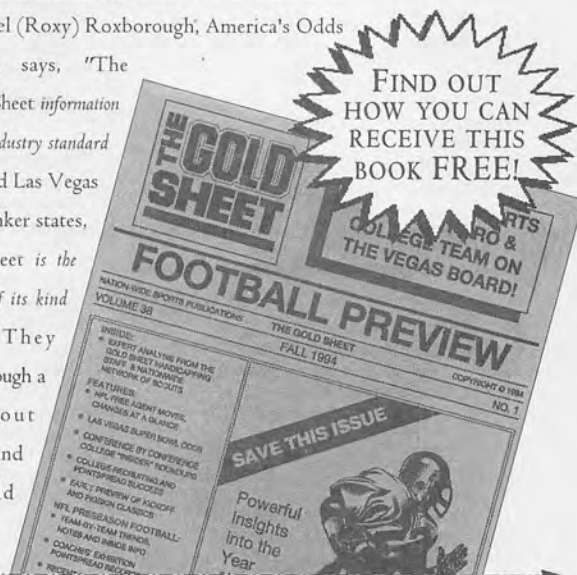 el (Roxy) Roxborough, America's Odds
says, "The
Sheet information
dustry standard
d Las Vegas
aker states,
eet is the
f its kind
They
ough a
out
nd
d
FIND OUT
HOW YOU CAN
RECEIVE THIS
BOOK FREE!
THE
GOLD
SHEET
RTS
RO &
COLLEGE TEAM ON
THE VEGAS BOARD!
FOOTBALL PREVIEW
NATION-WIDE SPORTS PUBLICATIONS
THE GOLD SHEET
COPYRIGHT © 1994
VOLUME 38
FALL 1994
NO. 1
INSIDE:
• EXPERT ANALYSIS FROM THE
GOLD SHEET HANDICAPPING
STAFF & NATIONWIDE
NETWORK OF SCOUTS
FEATURES:
• NFL FREE AGENT MOVES,
CHANGES AT A GLANCE
• LAS VEGAS SUPER BOWL ODDS
• CONFERENCE BY CONFERENCE
COLLEGE "INSIDER" ROUNDUPS
• COLLEGE RECRUITING AND
POINTSPREAD SUCCESS
• EARLY PREVIEW OF KICKOFF
AND PIGSKIN CLASSICS
NFL PRESEASON FOOTBALL:
• TEAM-BY-TEAM TRENDS,
NOTES AND INSIDE INFO
• COACHES' EXHIBITION
POINTSPREAD RECORDS
• RECENT
SAVE THIS ISSUE
Powerful
Insights
into the
Year